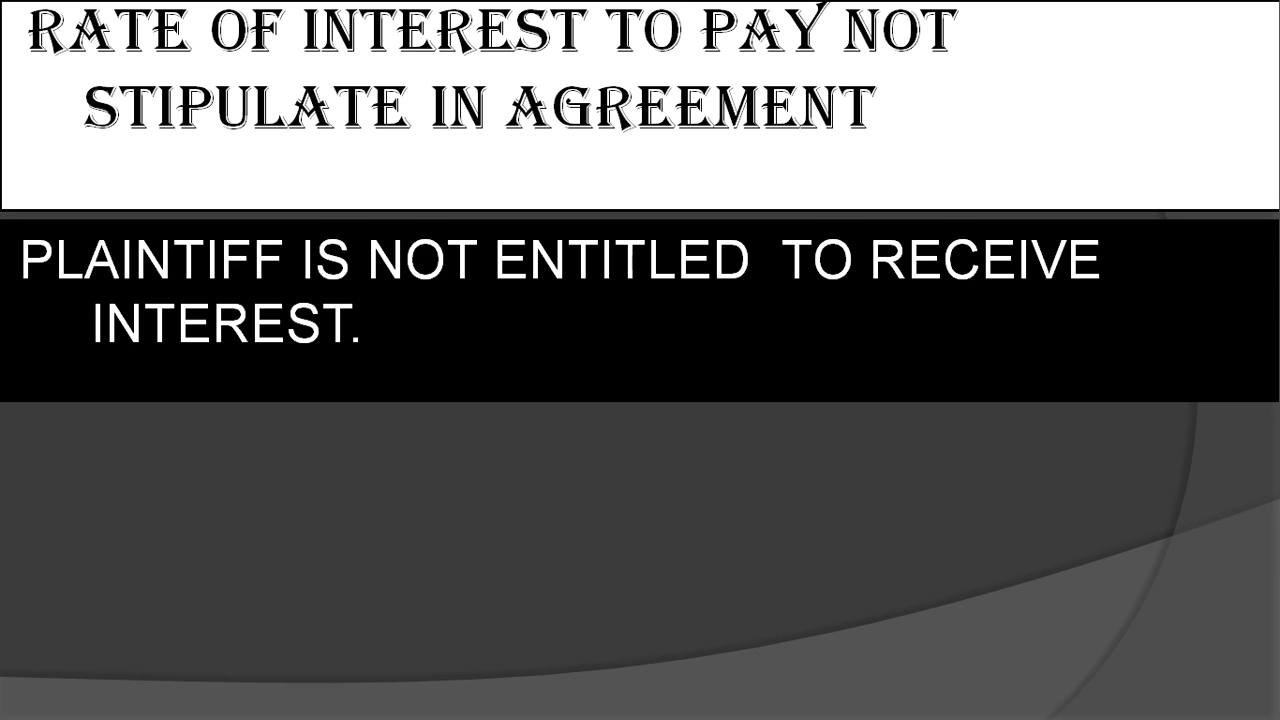 RATE OF INTEREST TO PAY NOT
STIPULATE IN AGREEMENT
PLAINTIFF IS NOT ENTITLED  TO RECEIVE
INTEREST.